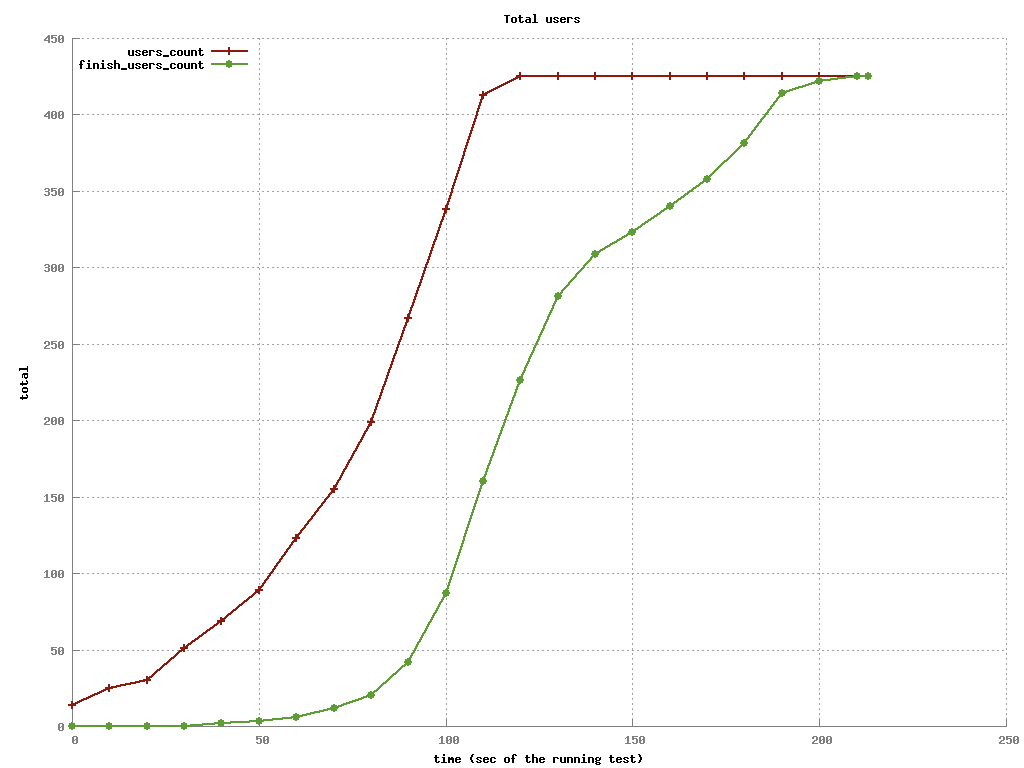 Total users
users_count
finish_users_count
450
400
350
300
250
200
150
100
50
0
total
0 50 100 150 200 250
time (sec of the running test)